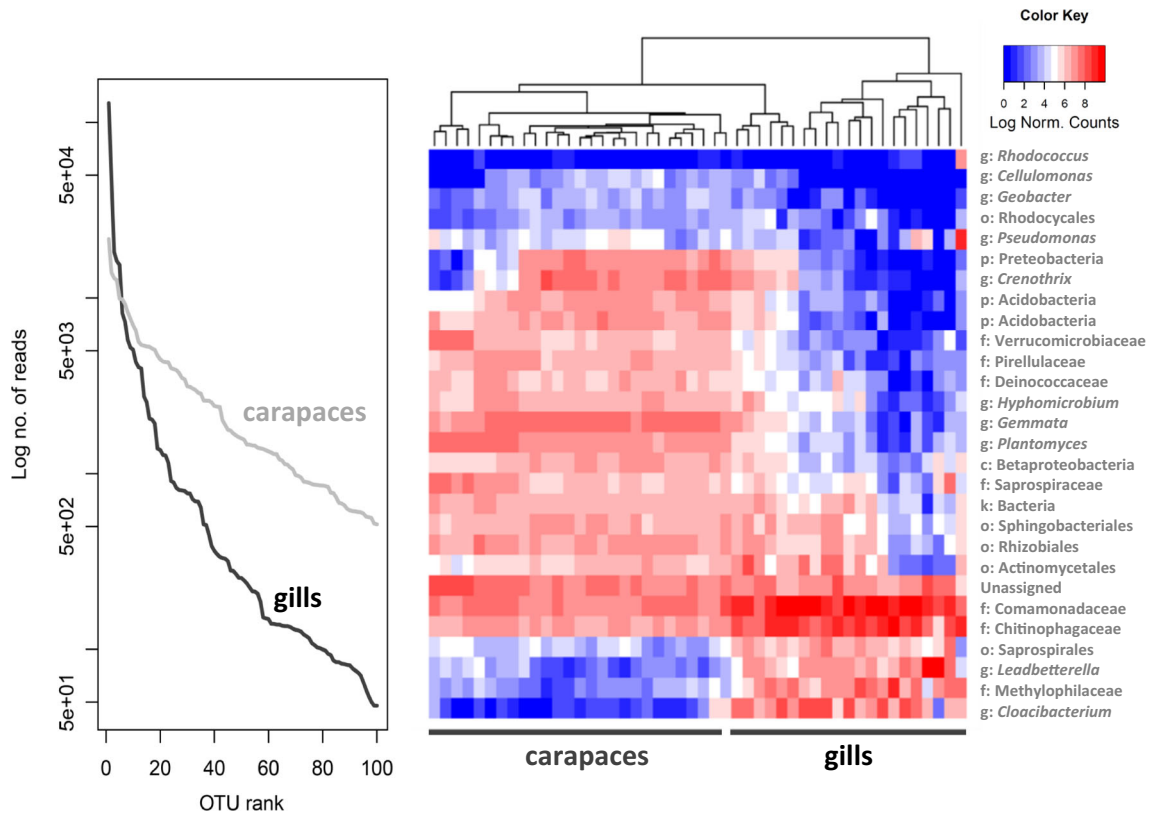 Color Key
0 2 4 6 8
Log Norm. Counts
Log no. of reads
5e+04
5e+03
5e+02
5e+01
carapaces
gills
0 20 40 60 80 100
OTU rank
g: Rhodococcus
g: Cellulomonas
g: Geobacter
o: Rhodocycales
g: Pseudomonas
p: Preteobacteria
g: Crenothrix
p: Acidobacteria
p: Acidobacteria
f: Verrucomicrobiaceae
f: Pirellulaceae
f: Deinococcaceae
g: Hyphomicrobium
g: Gemmata
g: Plantomyces
c: Betaproteobacteria
f: Saprospiraceae
k: Bacteria
o: Sphingobacteriales
o: Rhizobiales
o: Actinomycetales
Unassigned
f: Comamonadaceae
f: Chitinophagaceae
o: Saprospirales
g: Leadbetterella
f: Methylophilaceae
g: Cloacibacterium
carapaces gills